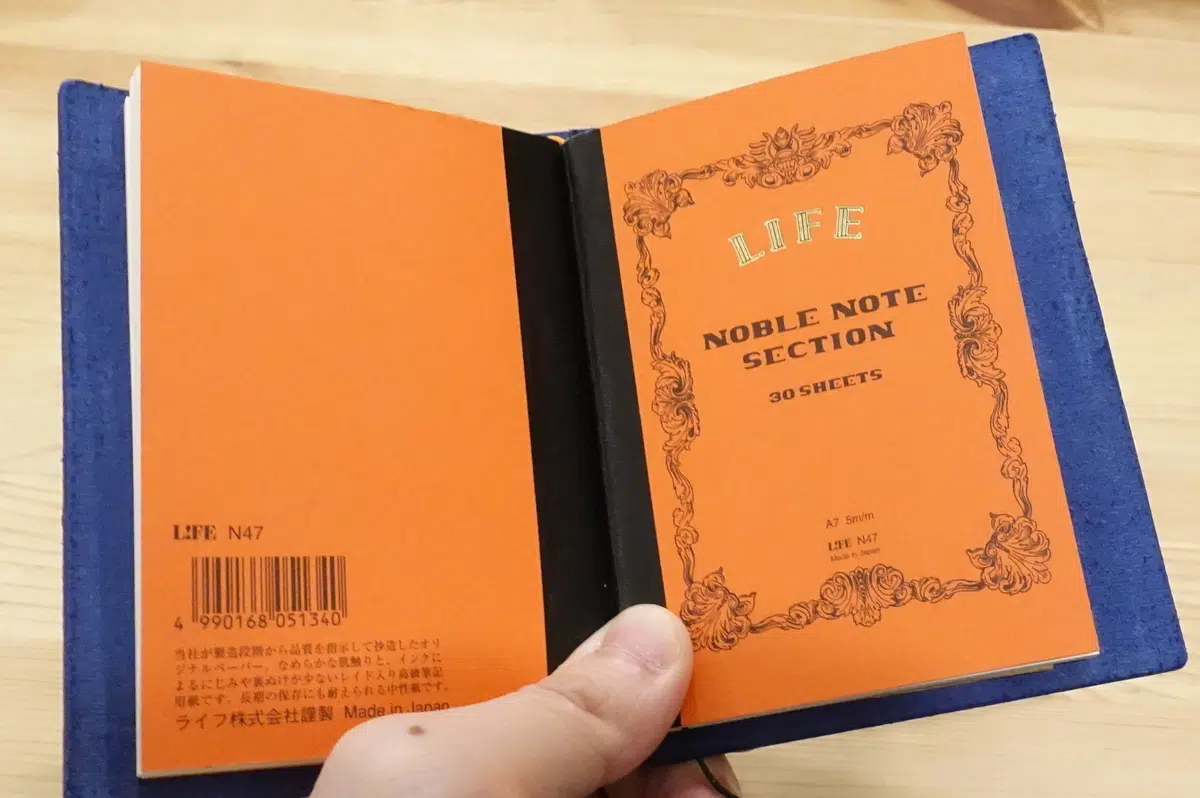 L!FE N47
4 990168 051340
当社が製造段階から品質を指示して抄造したオリ
ジナルペーパー。なめらかな肌触りと、インクに
よるにじみや裏ぬけが少ないレイド入り高級筆記
用紙です。長期の保存にも耐えられる中性紙です。
ライフ株式会社謹製 Made in Japan
LIFE
NOBLE NOTE
SECTION
30 SHEETS
A7 5m/m
L!FE N47
Made in Japan